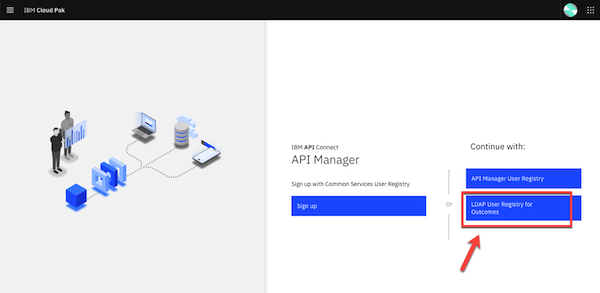 IBM Cloud Pak
IBM API Connect
API Manager
Sign up with Common Services User Registry
Sign up
Or
Continue with:
API Manager User Registry
LDAP User Registry for
Outcomes